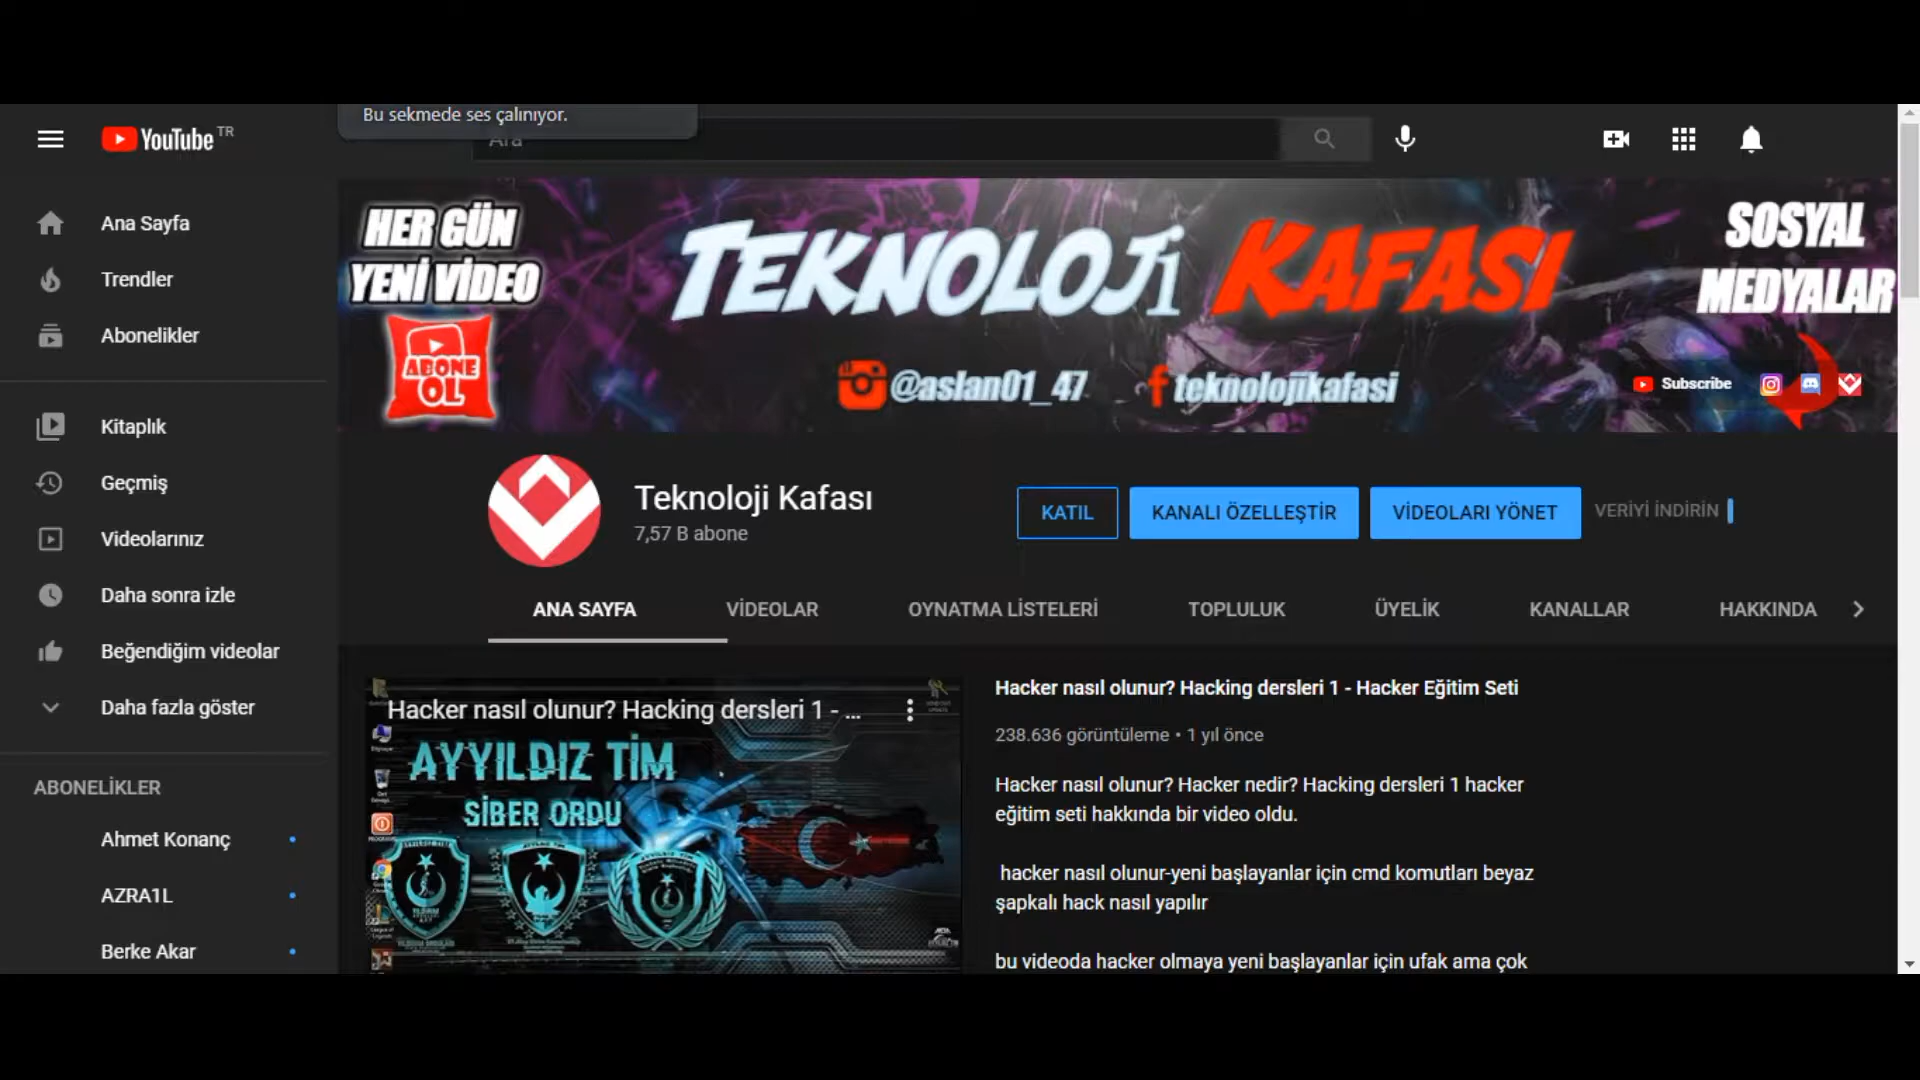 Bu sekmede ses çalınıyor.
YouTube TR
Ara
Ana Sayfa
Trendler
Abonelikler
Kitaplık
Geçmiş
Videolarınız
Daha sonra izle
Beğendiğim videolar
Daha fazla göster
ABONELİKLER
Ahmet Konanç
AZRA1L
Berke Akar
HER GÜN
YENİ VİDEO
ABONE
OL
TEKNOLOJi KAFASI
@aslan01_47
teknolojikafasi
SOSYAL
MEDYALAR
Subscribe
Teknoloji Kafası
7,57 B abone
KATIL
KANALI ÖZELLEŞTİR
VİDEOLARI YÖNET
VERİYİ İNDİRİN
ANA SAYFA
VİDEOLAR
OYNATMA LİSTELERİ
TOPLULUK
ÜYELİK
KANALLAR
HAKKINDA
Hacker nasıl olunur? Hacking dersleri 1 - ...
AYYILDIZ TİM
SİBER ORDU
Hacker nasıl olunur? Hacking dersleri 1 - Hacker Eğitim Seti
238.636 görüntüleme • 1 yıl önce
Hacker nasıl olunur? Hacker nedir? Hacking dersleri 1 hacker
eğitim seti hakkında bir video oldu.
hacker nasıl olunur-yeni başlayanlar için cmd komutları beyaz
şapkalı hack nasıl yapılır
bu videoda hacker olmaya yeni başlayanlar için ufak ama çok